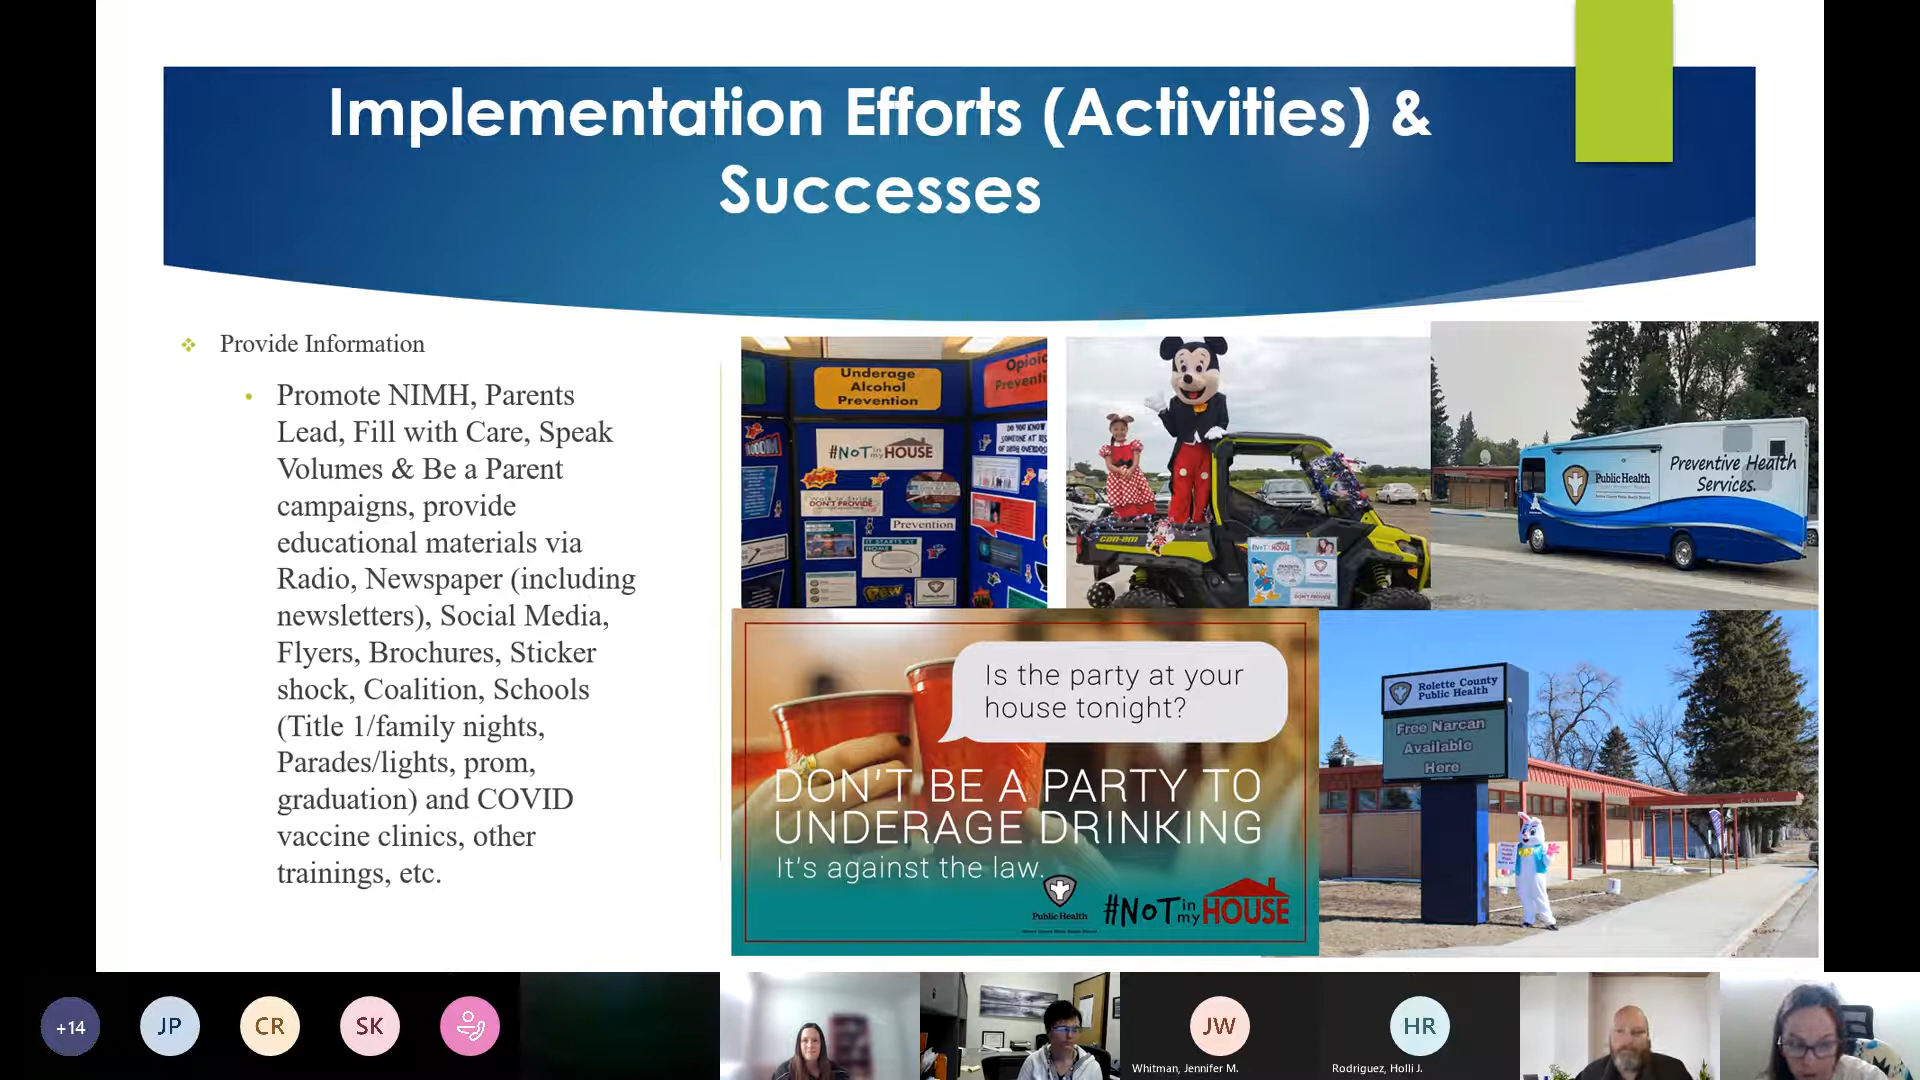 Implementation Efforts (Activities) &
Successes
Provide Information
Promote NIMH, Parents
Lead, Fill with Care, Speak
Volumes & Be a Parent
campaigns, provide
educational materials via
Radio, Newspaper (including
newsletters), Social Media,
Flyers, Brochures, Sticker
shock, Coalition, Schools
(Title 1/family nights,
Parades/lights, prom,
graduation) and COVID
vaccine clinics, other
trainings, etc.
Underage
Alcohol
Prevention
#NOT in my HOUSE
DON'T PROVIDE
Prevention
IT STARTS AT
HOME
POW
DO YOU KNOW
SOMEONE AT
can-am
Public Health
Preventive Health
Services.
Is the party at your
house tonight?
DON'T BE A PARTY TO
UNDERAGE DRINKING
It's against the law.
Public Health
#NOT in my HOUSE
Rolette County
Public Health
Free Narcan
Available
Here
+14
JP
CR
SK
JW
HR
Whitman, Jennifer M.
Rodriguez, Holli J.